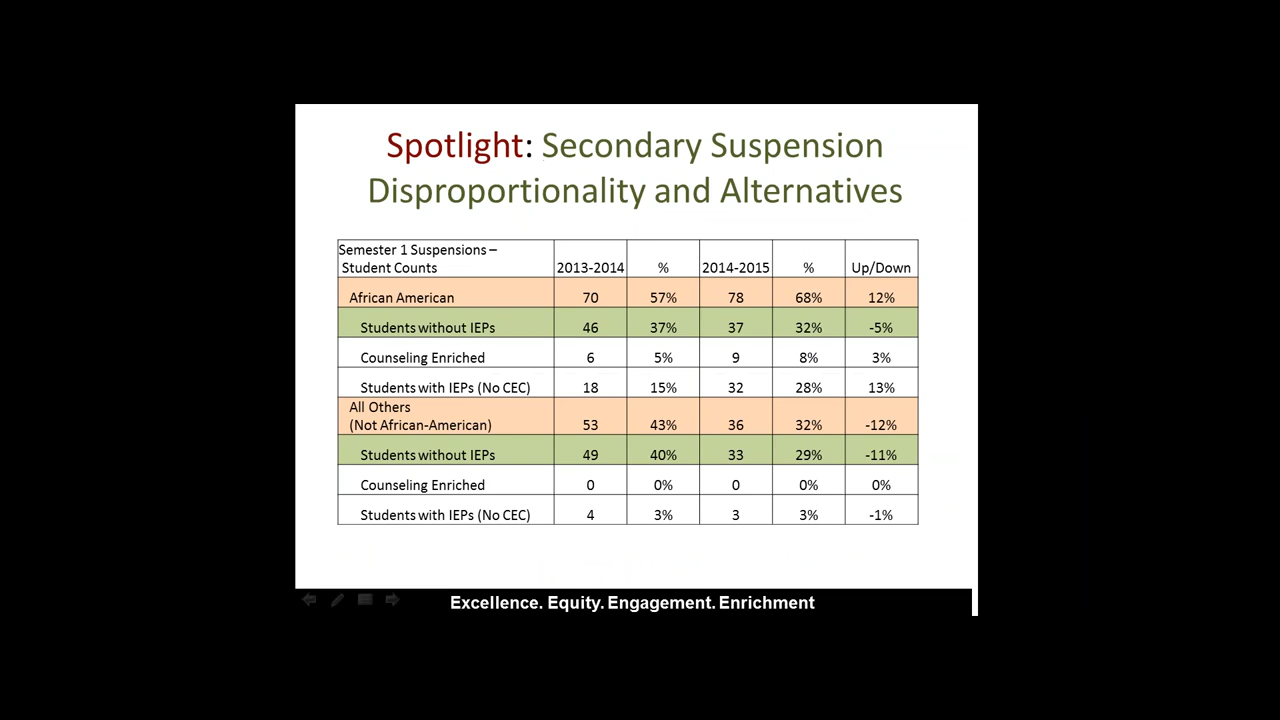 Spotlight: Secondary Suspension
Disproportionality and Alternatives
Semester 1 Suspensions –
Student Counts 2013-2014 % 2014-2015 % Up/Down
African American 70 57% 78 68% 12%
Students without IEPs 46 37% 37 32% -5%
Counseling Enriched 6 5% 9 8% 3%
Students with IEPs (No CEC) 18 15% 32 28% 13%
All Others
(Not African-American) 53 43% 36 32% -12%
Students without IEPs 49 40% 33 29% -11%
Counseling Enriched 0 0% 0 0% 0%
Students with IEPs (No CEC) 4 3% 3 3% -1%
Excellence. Equity. Engagement. Enrichment